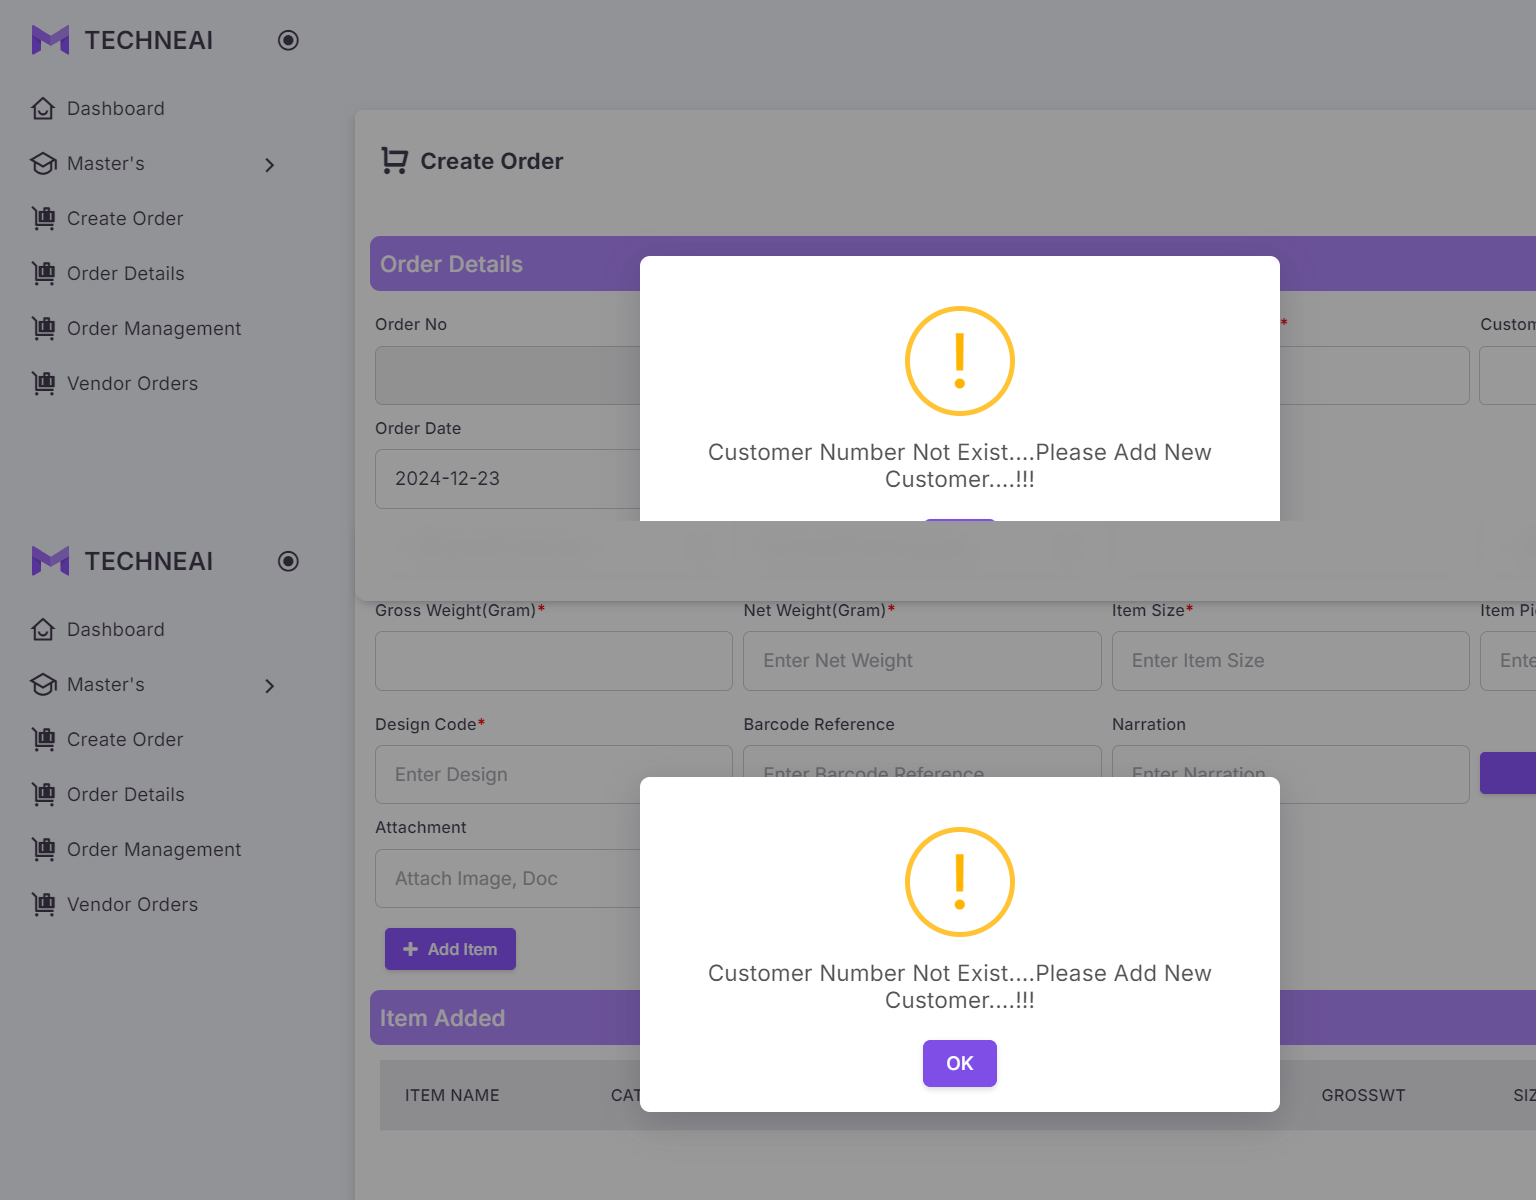 TECHNEAI
Dashboard
Master's
Create Order
Order Details
Order Management
Vendor Orders
Create Order
Order Details
Order No
*
Custom
Order Date
2024-12-23
Customer Number Not Exist....Please Add New
Customer....!!!
TECHNEAI
Dashboard
Master's
Create Order
Order Details
Order Management
Vendor Orders
Gross Weight(Gram)*
Net Weight(Gram)*
Item Size*
Item Pi
Enter Net Weight
Enter Item Size
Ente
Design Code*
Barcode Reference
Narration
Enter Design
Enter Barcode Reference
Enter Narration
Attachment
Attach Image, Doc
Add Item
Customer Number Not Exist....Please Add New
Customer....!!!
OK
Item Added
ITEM NAME
CAT
GROSSWT
SIZ